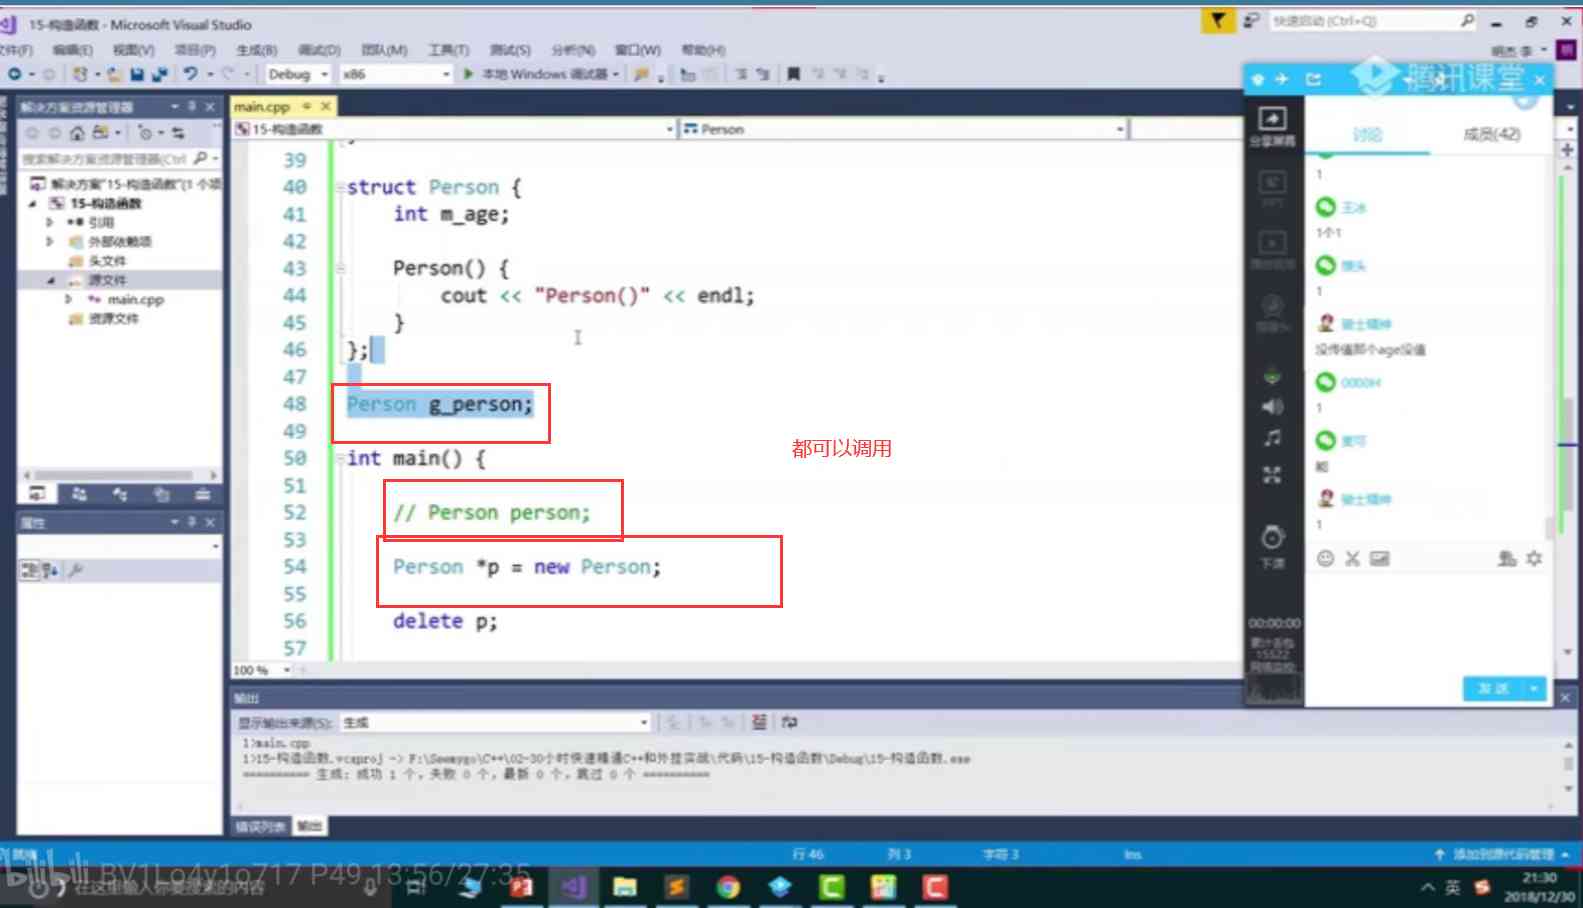 15-构造函数 - Microsoft Visual Studio
快速启动 (Ctrl+Q)
文件(F) 编辑(E) 视图(V) 项目(P) 生成(B) 调试(D) 团队(M) 工具(T) 测试(S) 分析(N) 窗口(W) 帮助(H)
明杰 李
Debug x86 本地 Windows 调试器
腾讯课堂
解决方案资源管理器
搜索解决方案资源管理器(Ctrl
解决方案"15-构造函数"(1 个项
15-构造函数
引用
外部依赖项
头文件
源文件
main.cpp
资源文件
属性
main.cpp
15-构造函数 Person
39
40 struct Person {
41 int m_age;
42
43 Person() {
44 cout << "Person()" << endl;
45 }
46 };
47
48 Person g_person;
49
50 int main() {
51
52 // Person person;
53
54 Person *p = new Person;
55
56 delete p;
57
都可以调用
100 %
输出
显示输出来源(S): 生成
1>main.cpp
1>15-构造函数.vcxproj -> F:\Seemygo\C++\02-30小时快速精通C++和外挂实战\代码\15-构造函数\Debug\15-构造函数.exe
========== 生成: 成功 1 个，失败 0 个，最新 0 个，跳过 0 个 ==========
错误列表 输出
分享屏幕
讨论 成员(42)
1
王冰
1个1
馒头
1
骑士精神
没传值那个age没值
0000H
1
麦可
能
骑士精神
1
下课
00:00:00
15522
发送
行 46 列 3 字符 3 Ins
添加到源代码管理
bilibili BV1Lo4y1o717 P49 13:56/27:35
在这里输入你要搜索的内容
英
21:30
2018/12/30